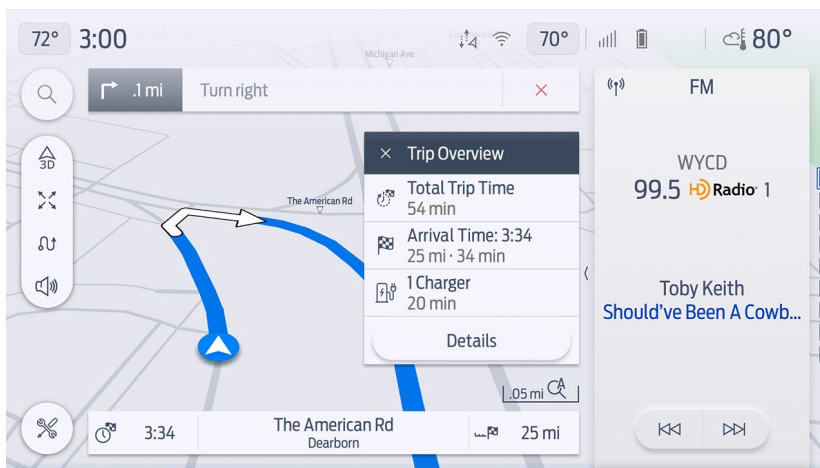 72° 3:00
70°
80°
Michigan Ave
.1 mi Turn right
FM
3D
Trip Overview
Total Trip Time
54 min
Arrival Time: 3:34
25 mi · 34 min
1 Charger
20 min
Details
The American Rd
WYCD
99.5 HD Radio 1
Toby Keith
Should've Been A Cowb...
.05 mi
A
3:34
The American Rd
Dearborn
25 mi